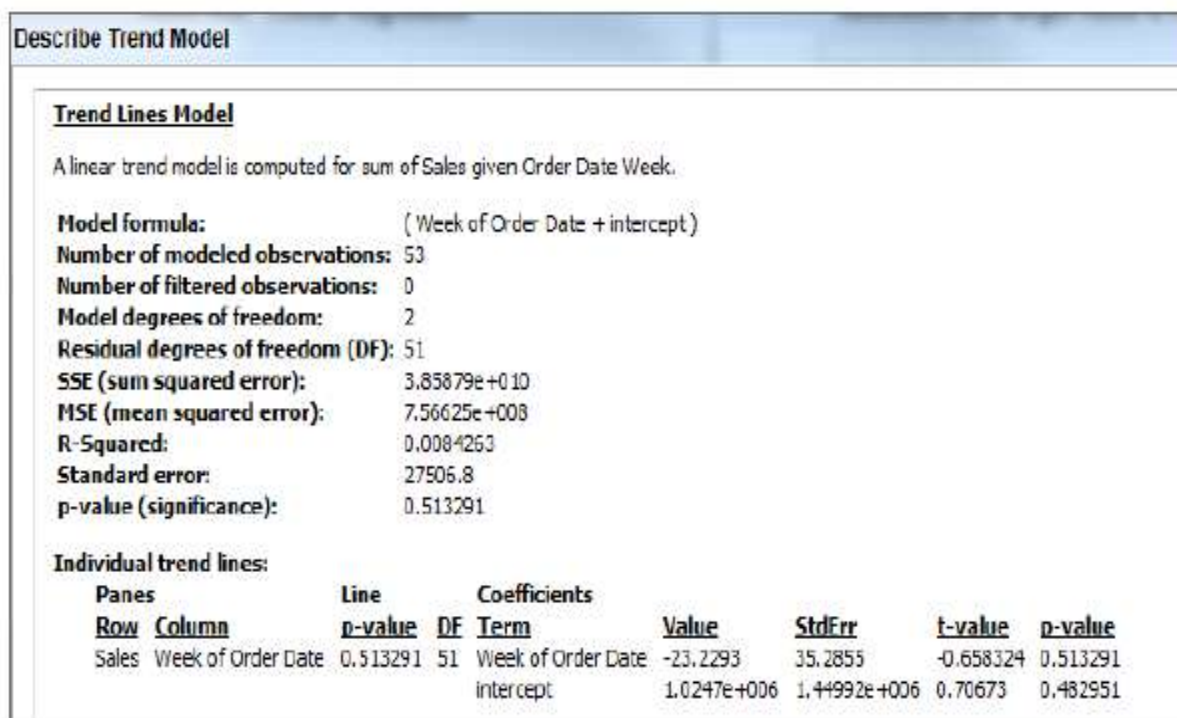 Describe Trend Model
Trend Lines Model
A linear trend model is computed for sum of Sales given Order Date Week.
Model formula: ( Week of Order Date + intercept )
Number of modeled observations: 53
Number of filtered observations: 0
Model degrees of freedom: 2
Residual degrees of freedom (DF): 51
SSE (sum squared error): 3.85879e+010
MSE (mean squared error): 7.56625e+008
R-Squared: 0.0084263
Standard error: 27506.8
p-value (significance): 0.513291
Individual trend lines:
Panes Line Coefficients
Row Column p-value DF Term Value StdErr t-value p-value
Sales Week of Order Date 0.513291 51 Week of Order Date -23.2293 35.2855 -0.658324 0.513291
intercept 1.0247e+006 1.44992e+006 0.70673 0.482951